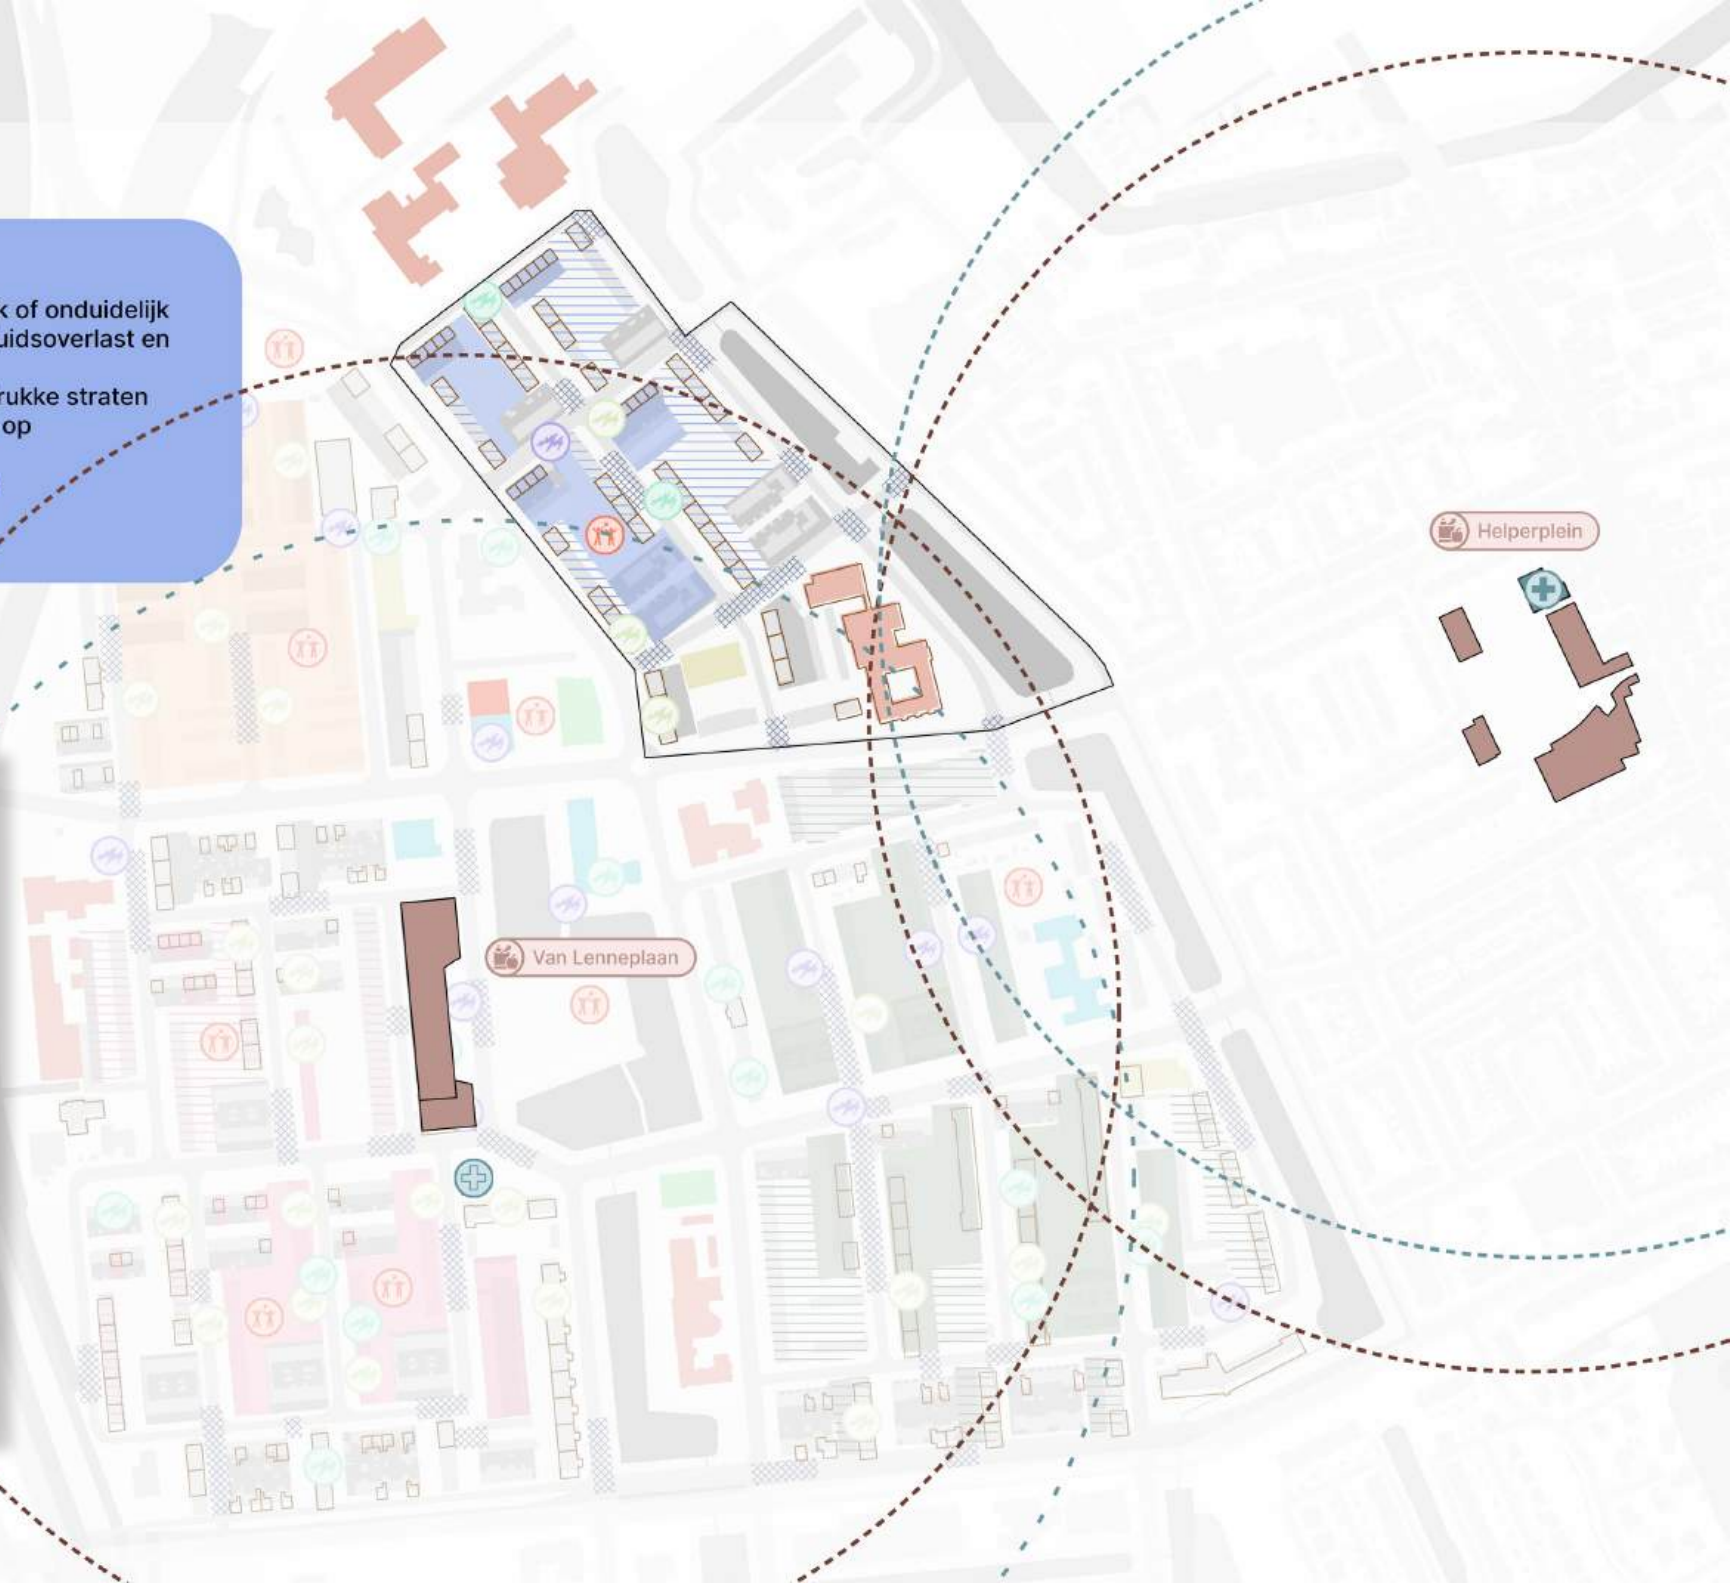 k of onduidelijk
uidsoverlast en
rukke straten
op
Helperplein
Van Lenneplaan